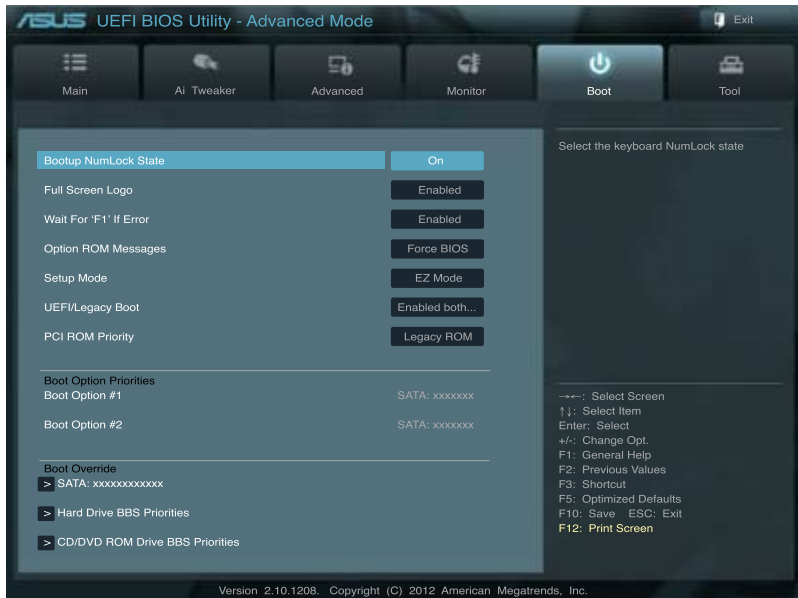 ASUS UEFI BIOS Utility - Advanced Mode
Exit
Main
Ai Tweaker
Advanced
Monitor
Boot
Tool
Bootup NumLock State On
Full Screen Logo Enabled
Wait For ‘F1’ If Error Enabled
Option ROM Messages Force BIOS
Setup Mode EZ Mode
UEFI/Legacy Boot Enabled both...
PCI ROM Priority Legacy ROM
Boot Option Priorities
Boot Option #1 SATA: xxxxxxx
Boot Option #2 SATA: xxxxxxx
Boot Override
> SATA: xxxxxxxxxxxx
> Hard Drive BBS Priorities
> CD/DVD ROM Drive BBS Priorities
Select the keyboard NumLock state
→←: Select Screen
↑↓: Select Item
Enter: Select
+/-: Change Opt.
F1: General Help
F2: Previous Values
F3: Shortcut
F5: Optimized Defaults
F10: Save ESC: Exit
F12: Print Screen
Version 2.10.1208. Copyright (C) 2012 American Megatrends, Inc.